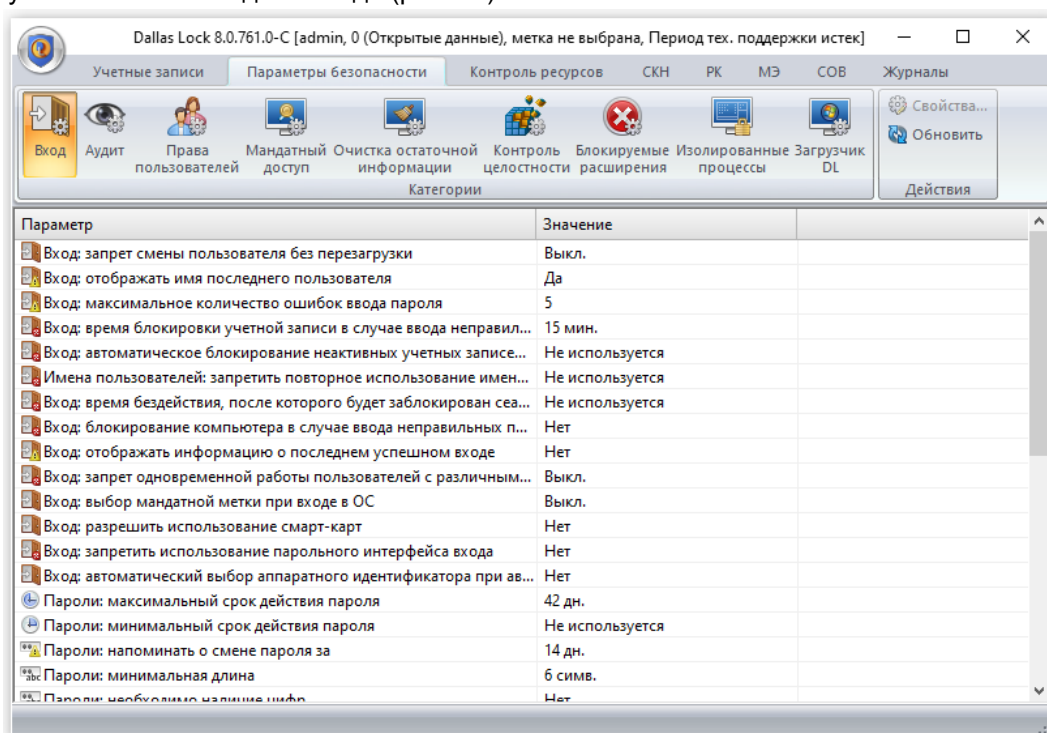 Dallas Lock 8.0.761.0-C [admin, 0 (Открытые данные), метка не выбрана, Период тех. поддержки истек]
Учетные записи Параметры безопасности Контроль ресурсов СКН РК МЭ СОВ Журналы
Вход
Аудит
Права пользователей
Мандатный доступ
Очистка остаточной информации
Контроль целостности
Блокируемые расширения
Изолированные процессы
Загрузчик DL
Категории
Свойства...
Обновить
Действия
Параметр Значение
Вход: запрет смены пользователя без перезагрузки Выкл.
Вход: отображать имя последнего пользователя Да
Вход: максимальное количество ошибок ввода пароля 5
Вход: время блокировки учетной записи в случае ввода неправил... 15 мин.
Вход: автоматическое блокирование неактивных учетных записе... Не используется
Имена пользователей: запретить повторное использование имен... Не используется
Вход: время бездействия, после которого будет заблокирован сеа... Не используется
Вход: блокирование компьютера в случае ввода неправильных п... Нет
Вход: отображать информацию о последнем успешном входе Нет
Вход: запрет одновременной работы пользователей с различным... Выкл.
Вход: выбор мандатной метки при входе в ОС Выкл.
Вход: разрешить использование смарт-карт Нет
Вход: запретить использование парольного интерфейса входа Нет
Вход: автоматический выбор аппаратного идентификатора при ав... Нет
Пароли: максимальный срок действия пароля 42 дн.
Пароли: минимальный срок действия пароля Не используется
Пароли: напоминать о смене пароля за 14 дн.
Пароли: минимальная длина 6 симв.
Пароли: необходимо наличие цифр Нет